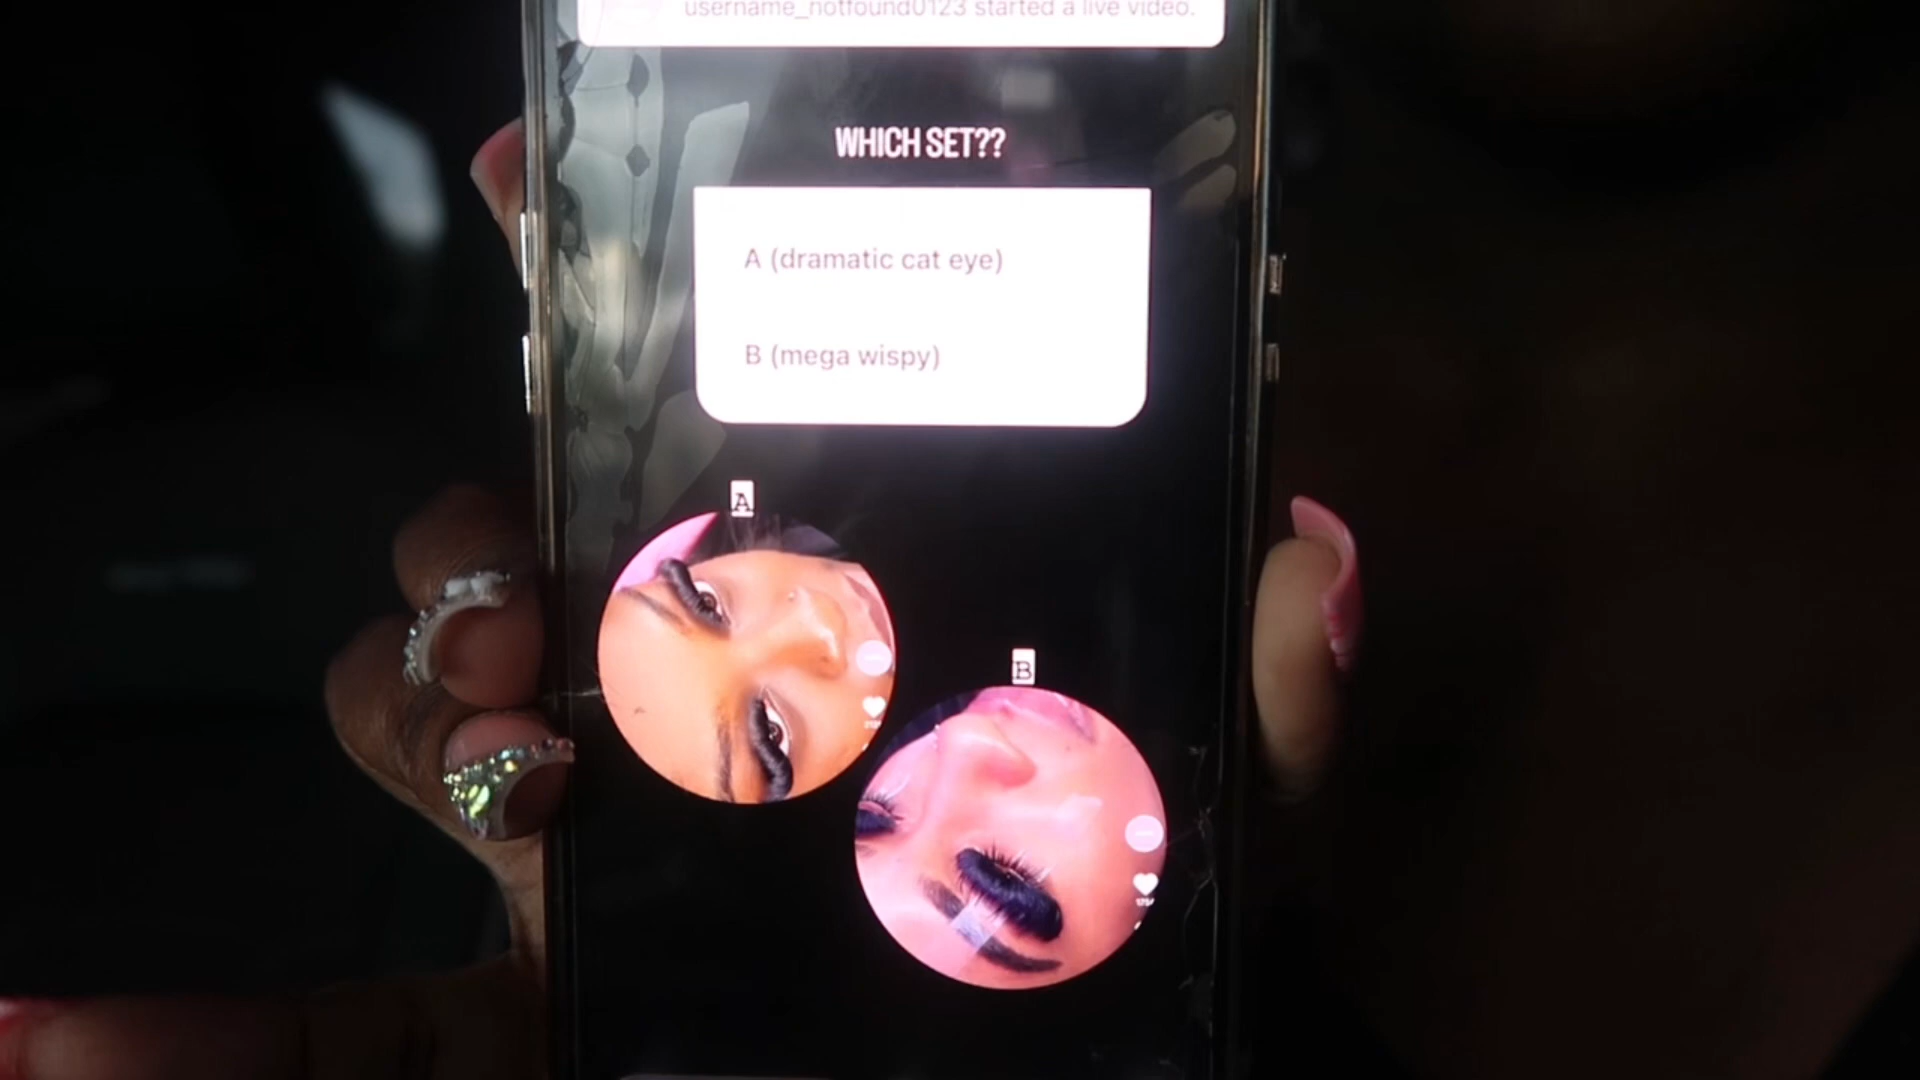 username_notfound0123 started a live video.
WHICH SET??
A (dramatic cat eye)
B (mega wispy)
A
B